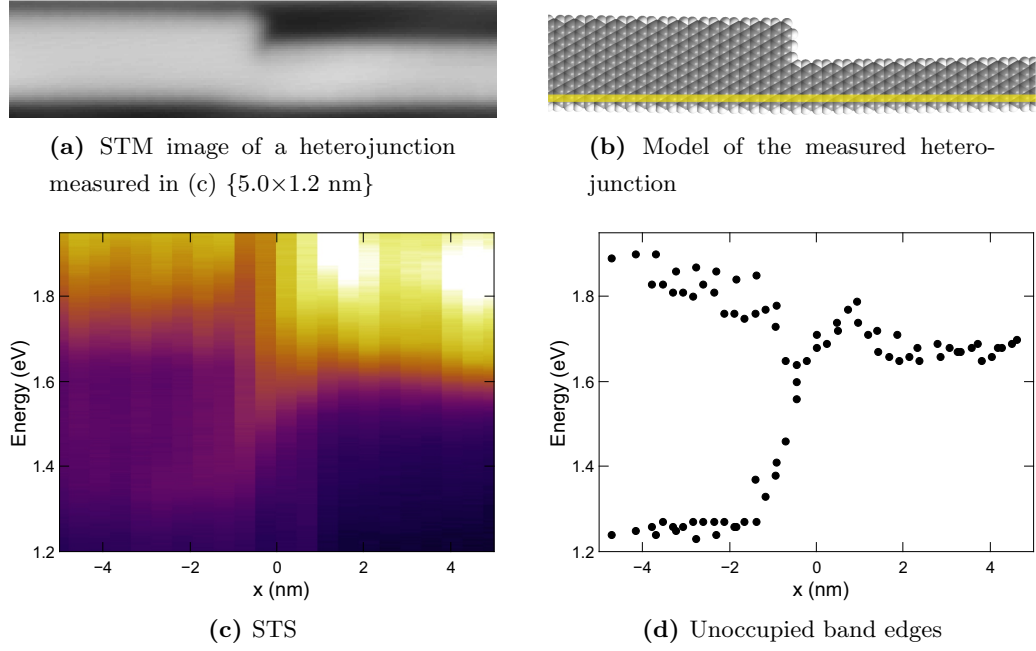 (a) STM image of a heterojunction
measured in (c) {5.0×1.2 nm}
(b) Model of the measured hetero-
junction
1.8
1.6
1.4
1.2
Energy (eV)
−4
−2
0
2
4
x (nm)
(c) STS
1.8
1.6
1.4
1.2
Energy (eV)
−4
−2
0
2
4
x (nm)
(d) Unoccupied band edges